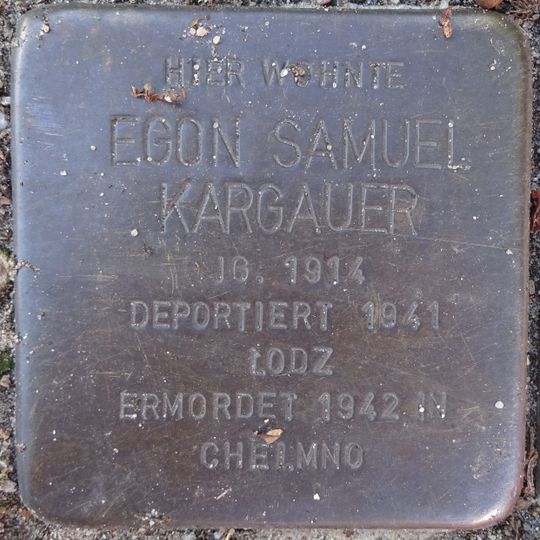 HIER WOHNTE
EGON SAMUEL
KARGAUER
JG. 1914
DEPORTIERT 1941
ŁODZ
ERMORDET 1942 IN
CHEŁMNO